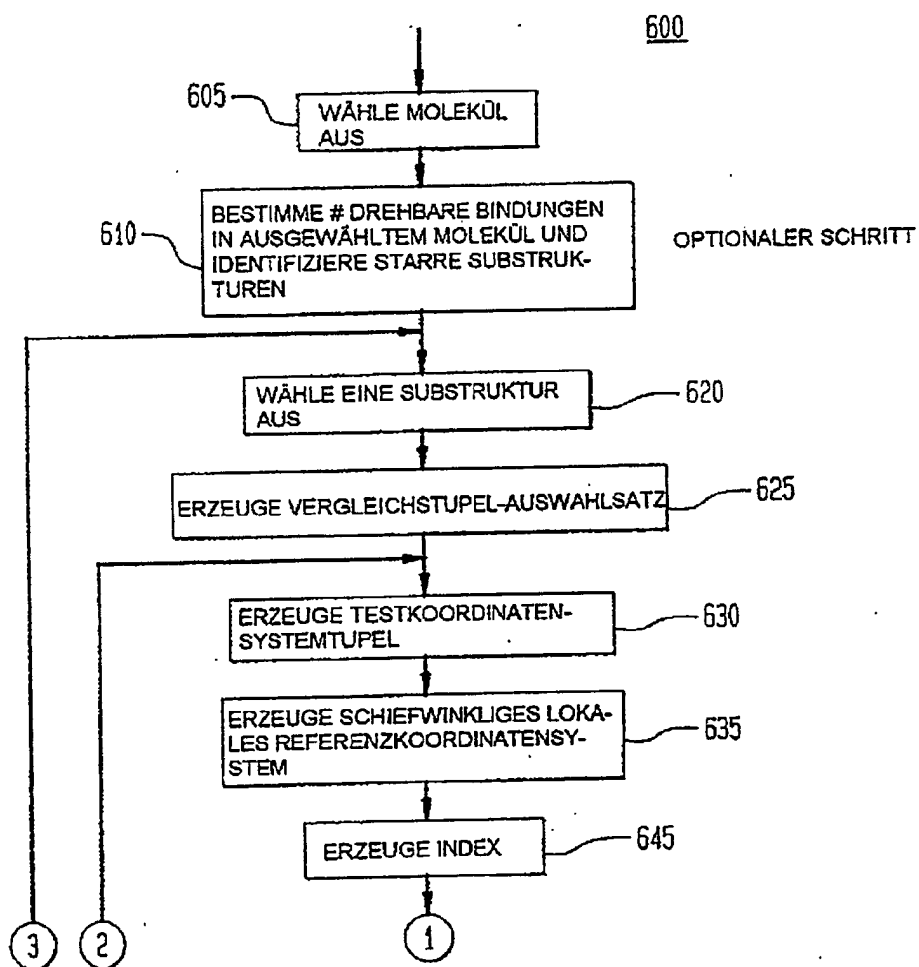 600
605
WÄHLE MOLEKÜL
AUS
610
BESTIMME # DREHBARE BINDUNGEN
IN AUSGEWÄHLTEM MOLEKÜL UND
IDENTIFIZIERE STARRE SUBSTRUK-
TUREN
OPTIONALER SCHRITT
WÄHLE EINE SUBSTRUKTUR
AUS
620
ERZEUGE VERGLEICHSTUPEL-AUSWAHLSATZ
625
ERZEUGE TESTKOORDINATEN-
SYSTEMTUPEL
630
ERZEUGE SCHIEFWINKLIGES LOKA-
LES REFERENZKOORDINATENSY-
STEM
635
ERZEUGE INDEX
645
3
2
1